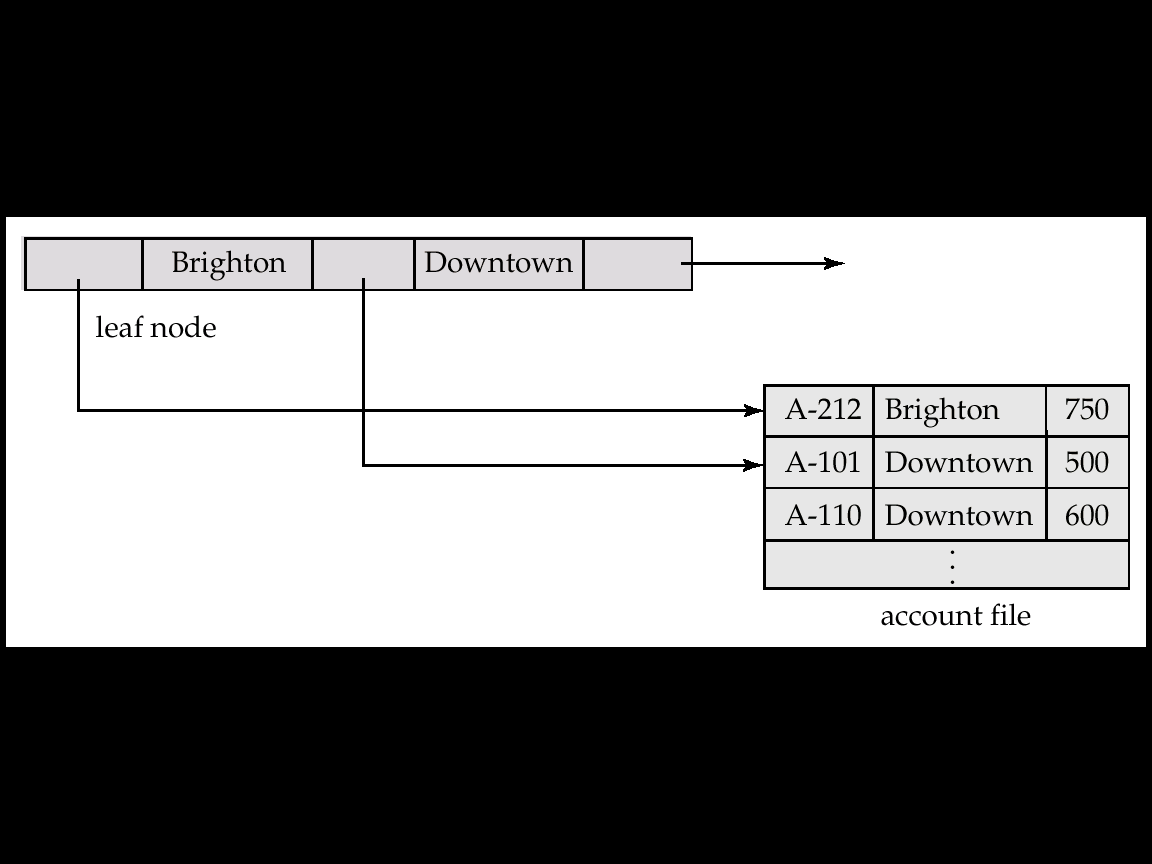 Brighton Downtown
leaf node
A-212 Brighton 750
A-101 Downtown 500
A-110 Downtown 600
⋮
account file